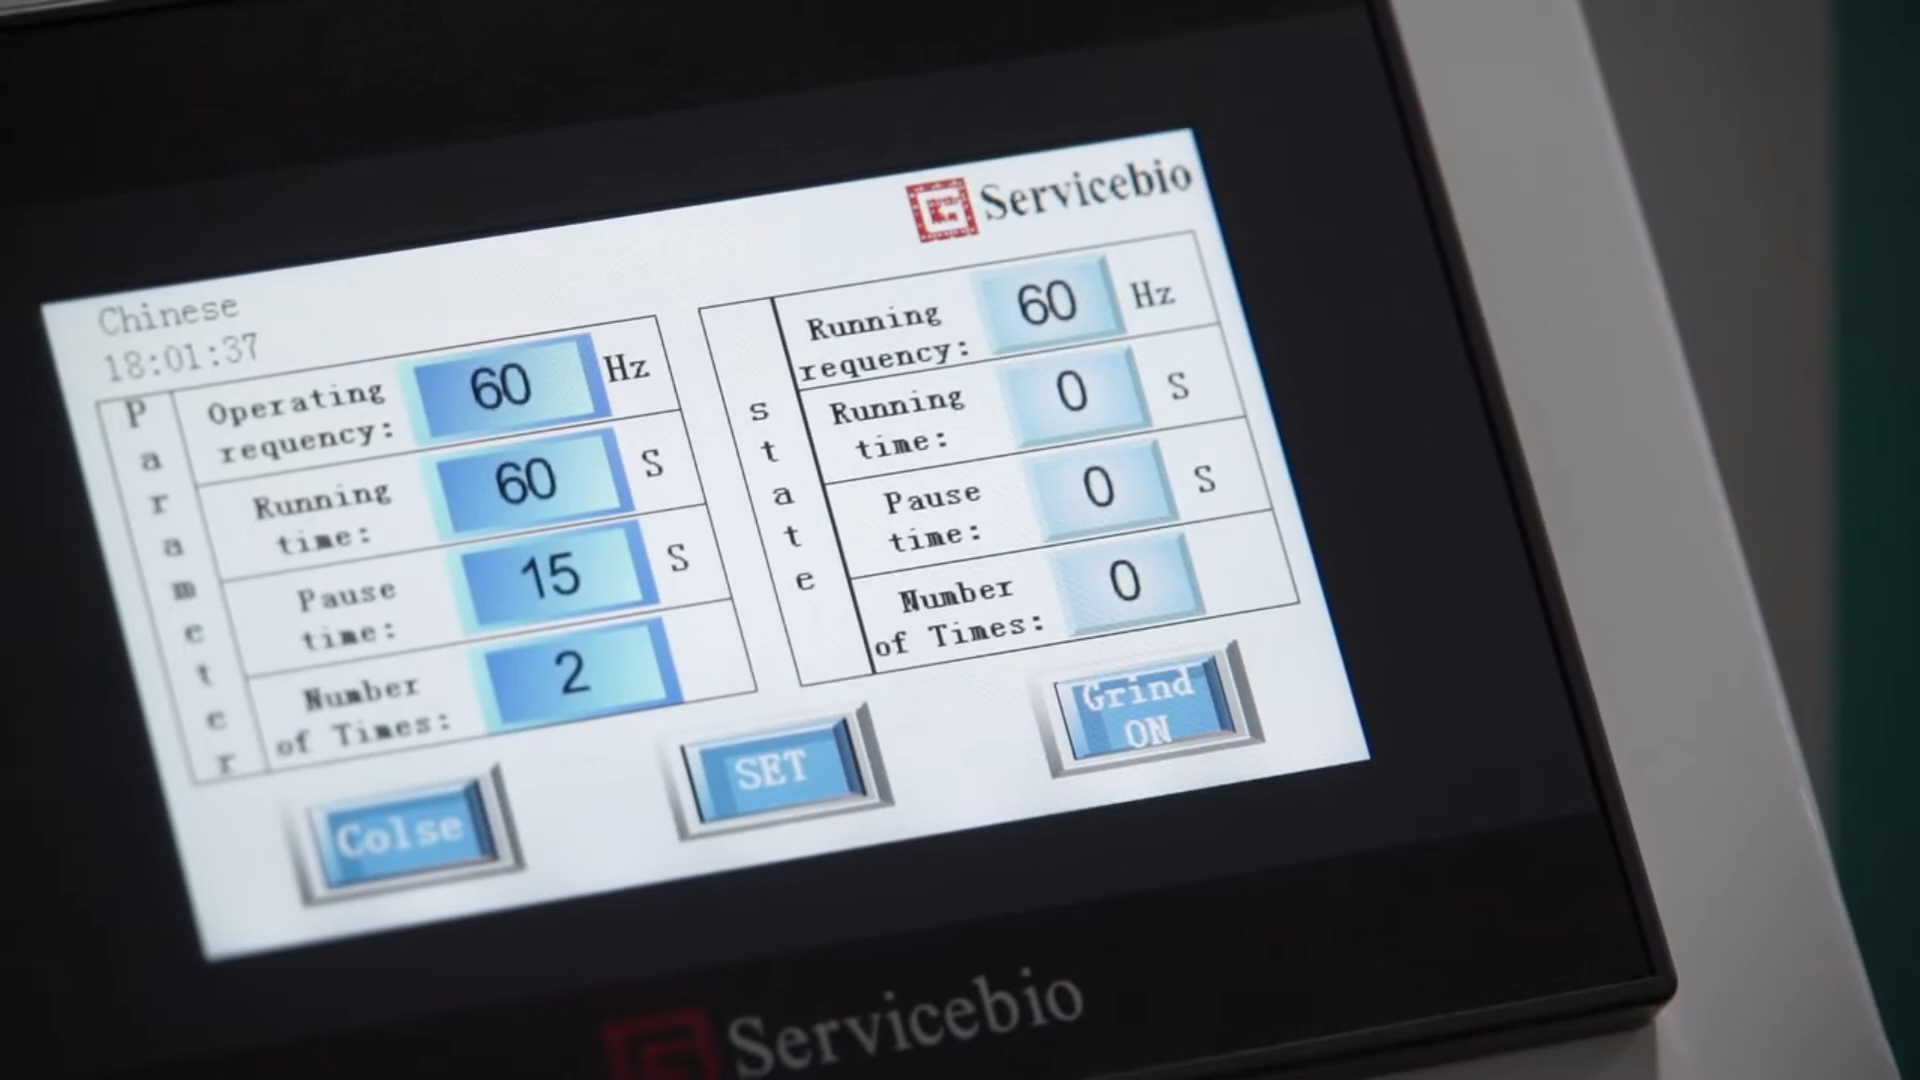 Servicebio
Chinese
18:01:37
Parameter
Operating
requency:
60
Hz
Running
time:
60
S
Pause
time:
15
S
Number
of Times:
2
state
Running
requency:
60
Hz
Running
time:
0
S
Pause
time:
0
S
Number
of Times:
0
Colse
SET
Grind
ON
Servicebio